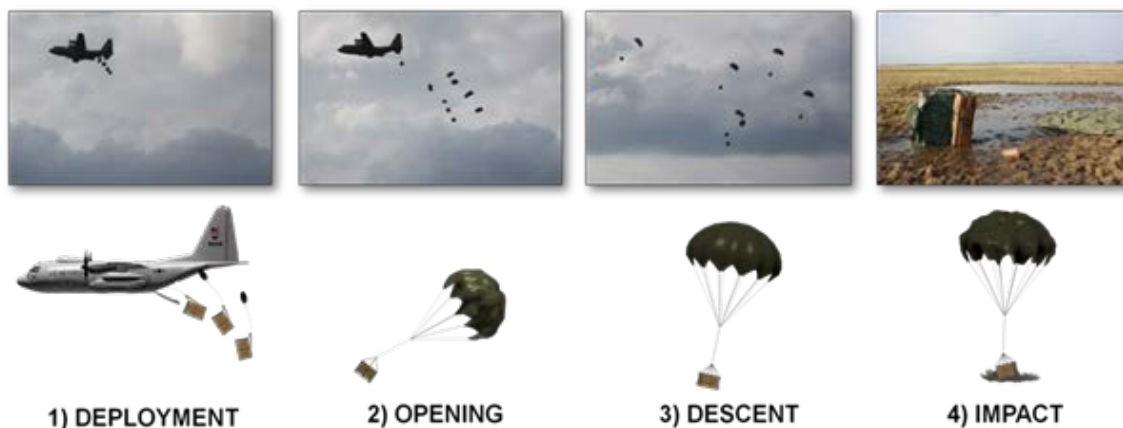 1) DEPLOYMENT
2) OPENING
3) DESCENT
4) IMPACT